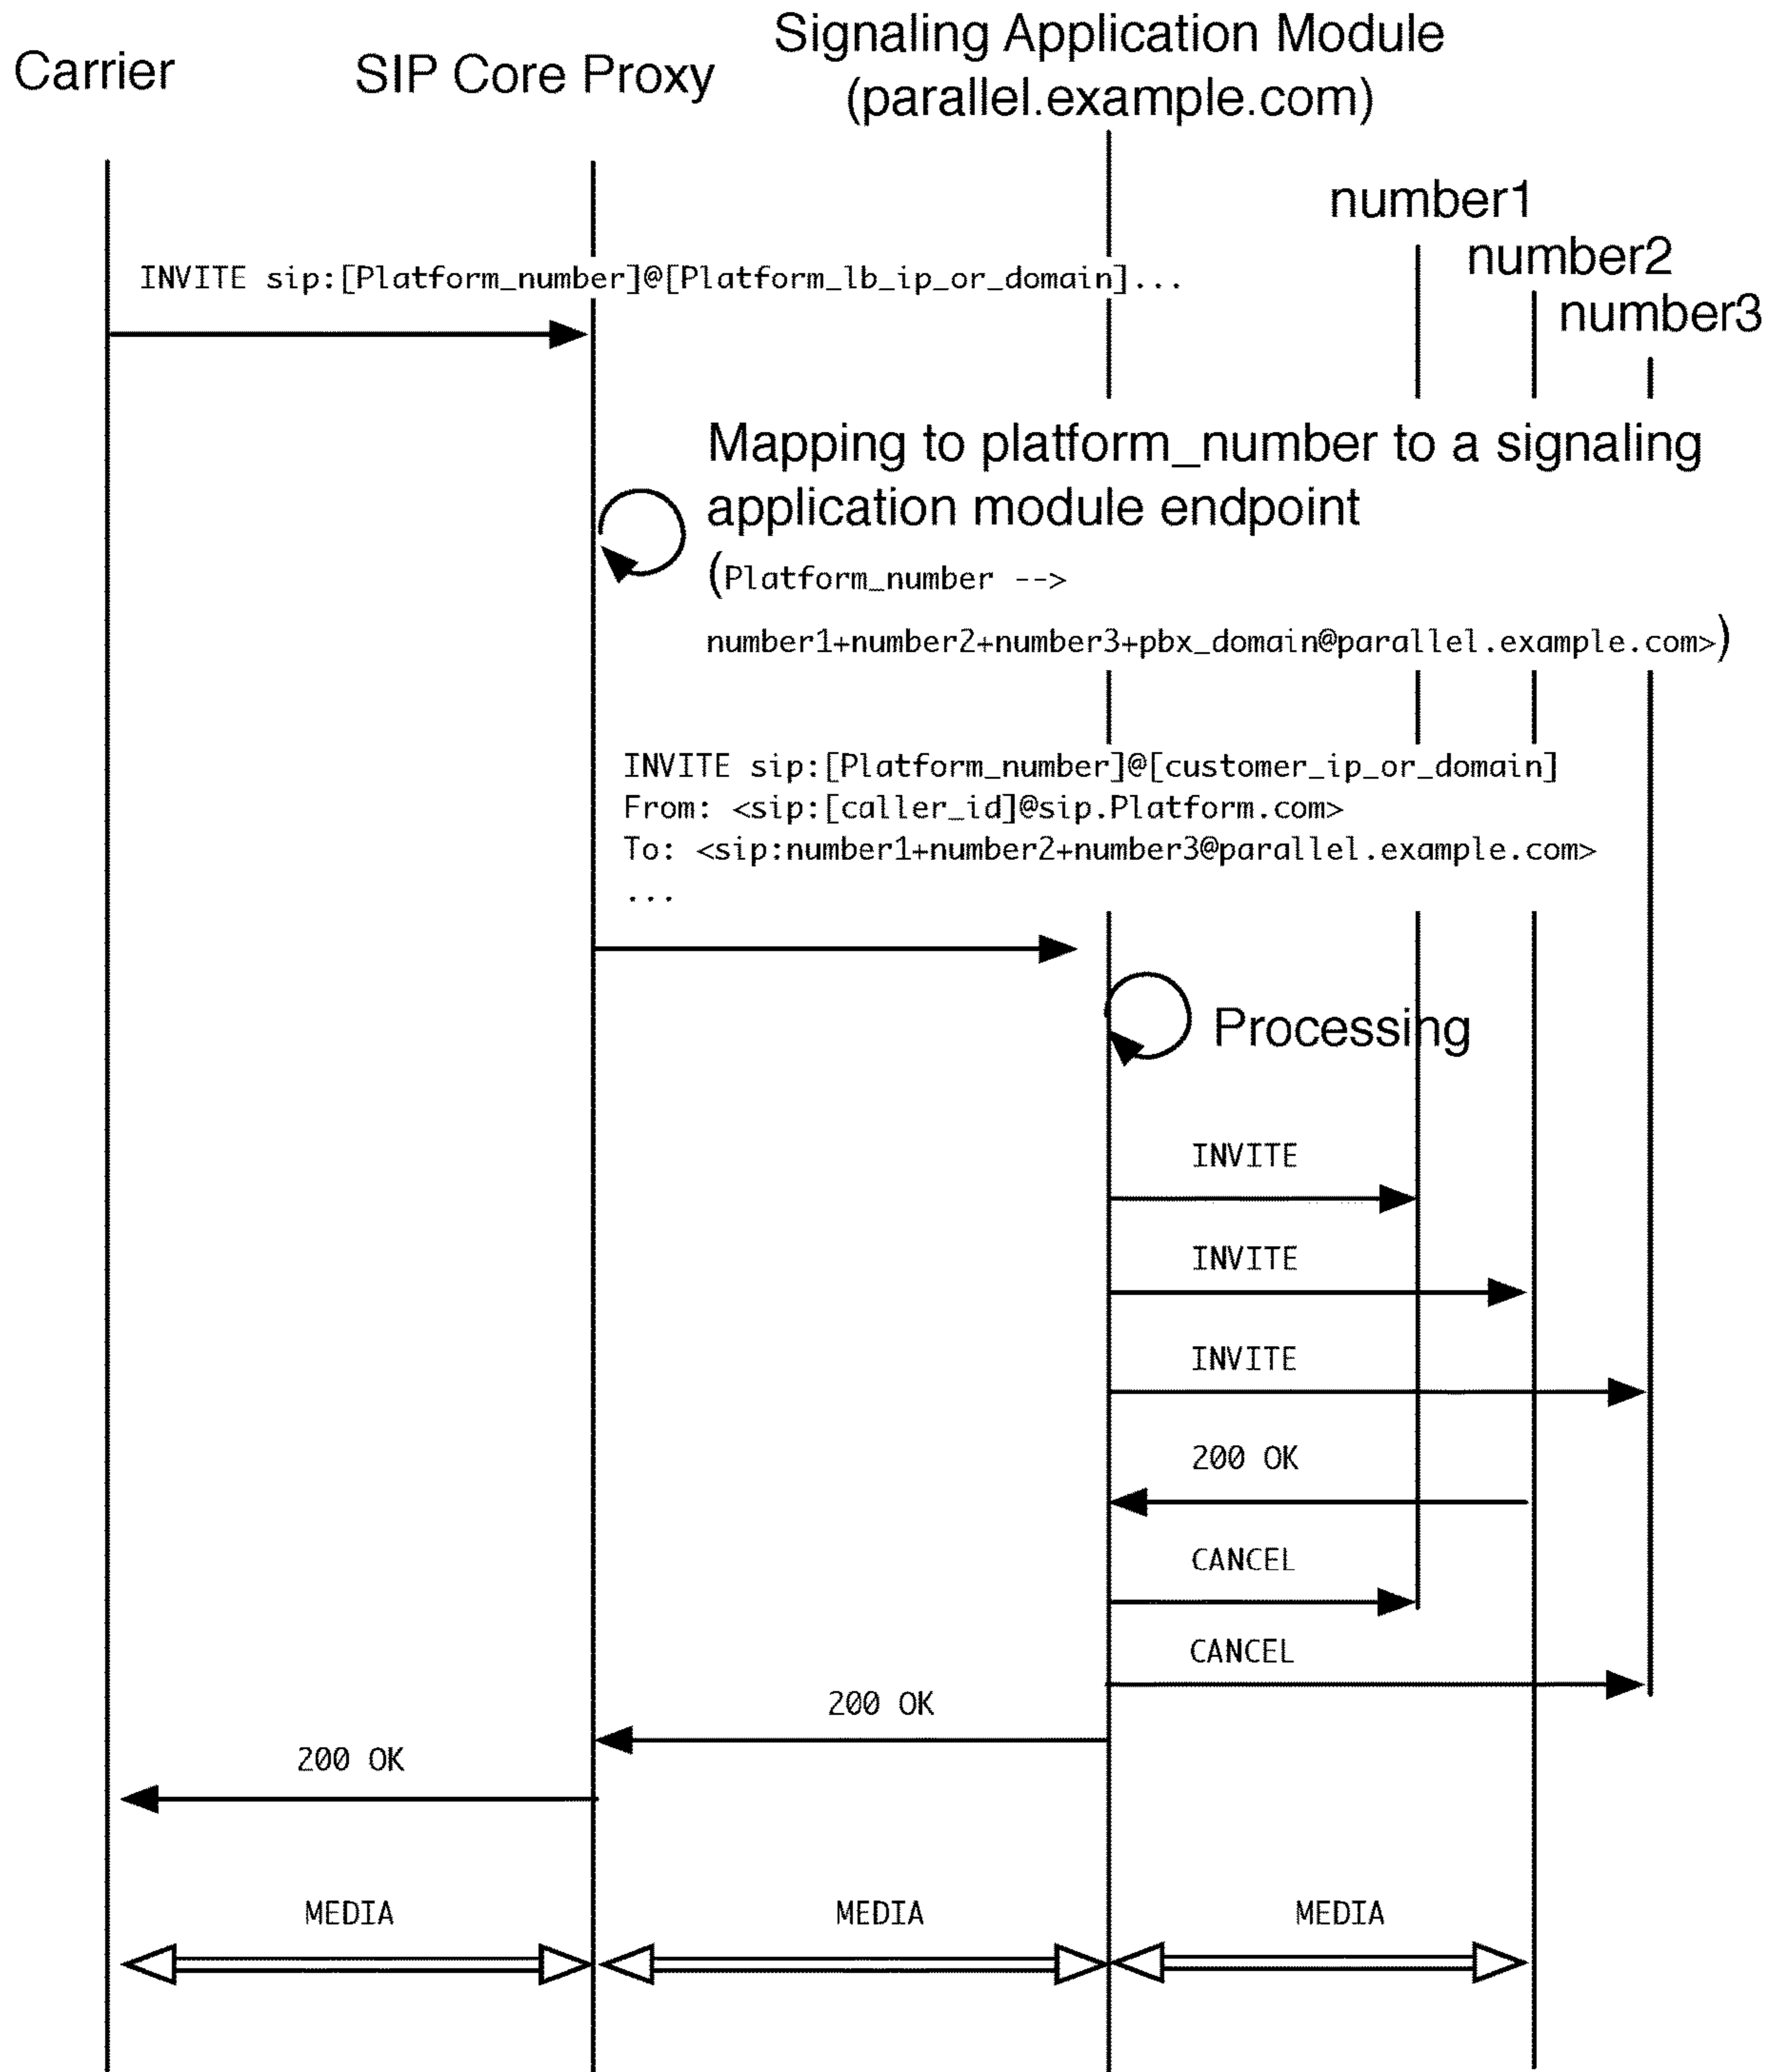 Carrier
SIP Core Proxy
Signaling Application Module
(parallel.example.com)
number1
number2
number3
INVITE sip:[Platform_number]@[Platform_lb_ip_or_domain]...
Mapping to platform_number to a signaling
application module endpoint
(Platform_number -->
number1+number2+number3+pbx_domain@parallel.example.com>)
INVITE sip:[Platform_number]@[customer_ip_or_domain]
From: <sip:[caller_id]@sip.Platform.com>
To: <sip:number1+number2+number3@parallel.example.com>
...
Processing
INVITE
INVITE
INVITE
200 OK
CANCEL
CANCEL
200 OK
200 OK
MEDIA
MEDIA
MEDIA